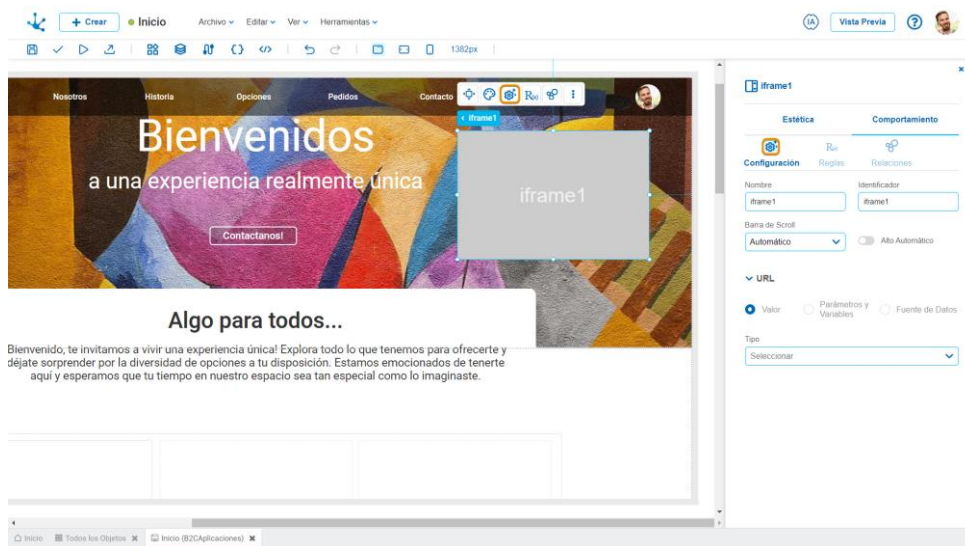 + Crear
Inicio
Archivo
Editar
Ver
Herramientas
IA
Vista Previa
?
1382px
Nosotros
Historia
Opciones
Pedidos
Contacto
< iframe1
Bienvenidos
a una experiencia realmente única
Contactanos!
iframe1
Algo para todos...
Bienvenido, te invitamos a vivir una experiencia única! Explora todo lo que tenemos para ofrecerte y
déjate sorprender por la diversidad de opciones a tu disposición. Estamos emocionados de tenerte
aquí y esperamos que tu tiempo en nuestro espacio sea tan especial como lo imaginaste.
iframe1
Estética
Comportamiento
Configuración
Reglas
Relaciones
Nombre
Identificador
iframe1
iframe1
Barra de Scroll
Automático
Alto Automático
URL
Valor
Parámetros y
Variables
Fuente de Datos
Tipo
Seleccionar
Inicio
Todos los Objetos
Inicio (B2CAplicaciones)